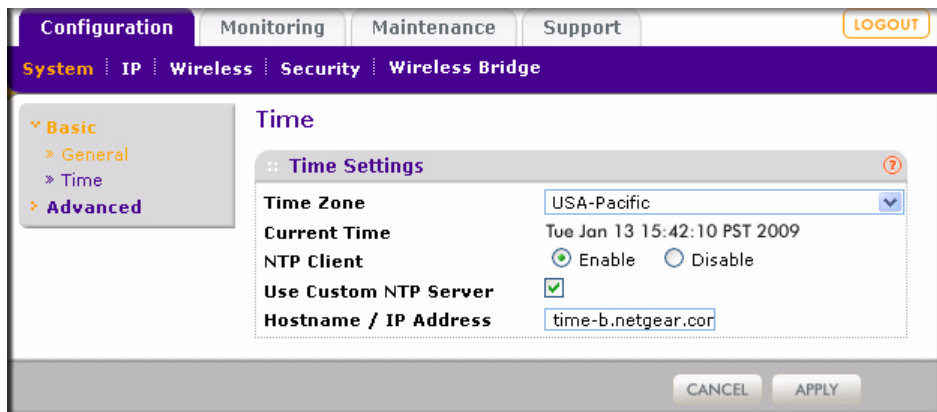 Configuration Monitoring Maintenance Support LOGOUT
System IP Wireless Security Wireless Bridge
Basic
» General
» Time
Advanced
Time
Time Settings ?
Time Zone USA-Pacific
Current Time Tue Jan 13 15:42:10 PST 2009
NTP Client Enable Disable
Use Custom NTP Server
Hostname / IP Address time-b.netgear.cor
CANCEL APPLY